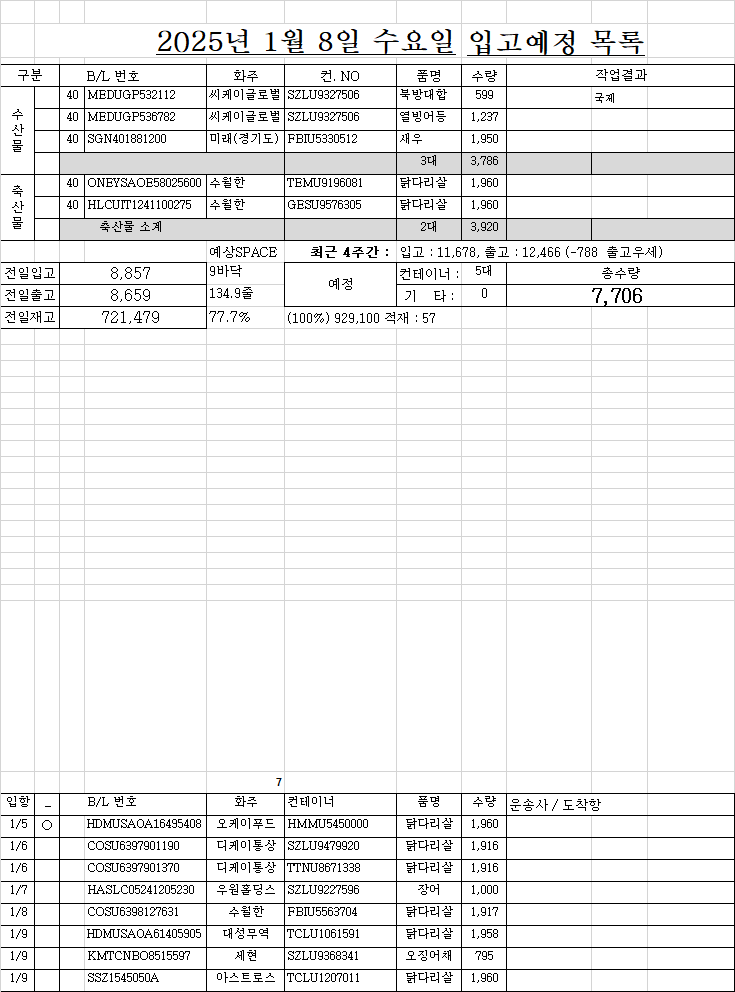 2025년 1월 8일 수요일 입고예정 목록
구분 B/L 번호 화주 컨. NO 품명 수량 작업결과
수산물
40 MEDUGP532112 씨케이글로벌 SZLU9327506 북방대합 599 국제
40 MEDUGP536782 씨케이글로벌 SZLU9327506 열빙어등 1,237
40 SGN401881200 미래(경기도) FBIU5330512 새우 1,950
3대 3,786
축산물
40 ONEYSAOE58025600 수월한 TEMU9196081 닭다리살 1,960
40 HLCUIT1241100275 수월한 GESU9576305 닭다리살 1,960
축산물 소계 2대 3,920
예상SPACE 최근 4주간 : 입고 : 11,678, 출고 : 12,466 (-788 출고우세)
전일입고 8,857 9바닥 예정 컨테이너 : 5대 총수량
전일출고 8,659 134.9줄 기 타 : 0 7,706
전일재고 721,479 77.7% (100%) 929,100 적재 : 57
7
입항 _ B/L 번호 화주 컨테이너 품명 수량 운송사 / 도착항
1/5 ○ HDMUSAOA16495408 오케이푸드 HMMU5450000 닭다리살 1,960
1/6 COSU6397901190 디케이통상 SZLU9479920 닭다리살 1,916
1/6 COSU6397901370 디케이통상 TTNU8671338 닭다리살 1,916
1/7 HASLC05241205230 우원홀딩스 SZLU9227596 장어 1,000
1/8 COSU6398127631 수월한 FBIU5563704 닭다리살 1,917
1/9 HDMUSAOA61405905 대성무역 TCLU1061591 닭다리살 1,958
1/9 KMTCNBO8515597 세현 SZLU9368341 오징어채 795
1/9 SSZ1545050A 아스트로스 TCLU1207011 닭다리살 1,960